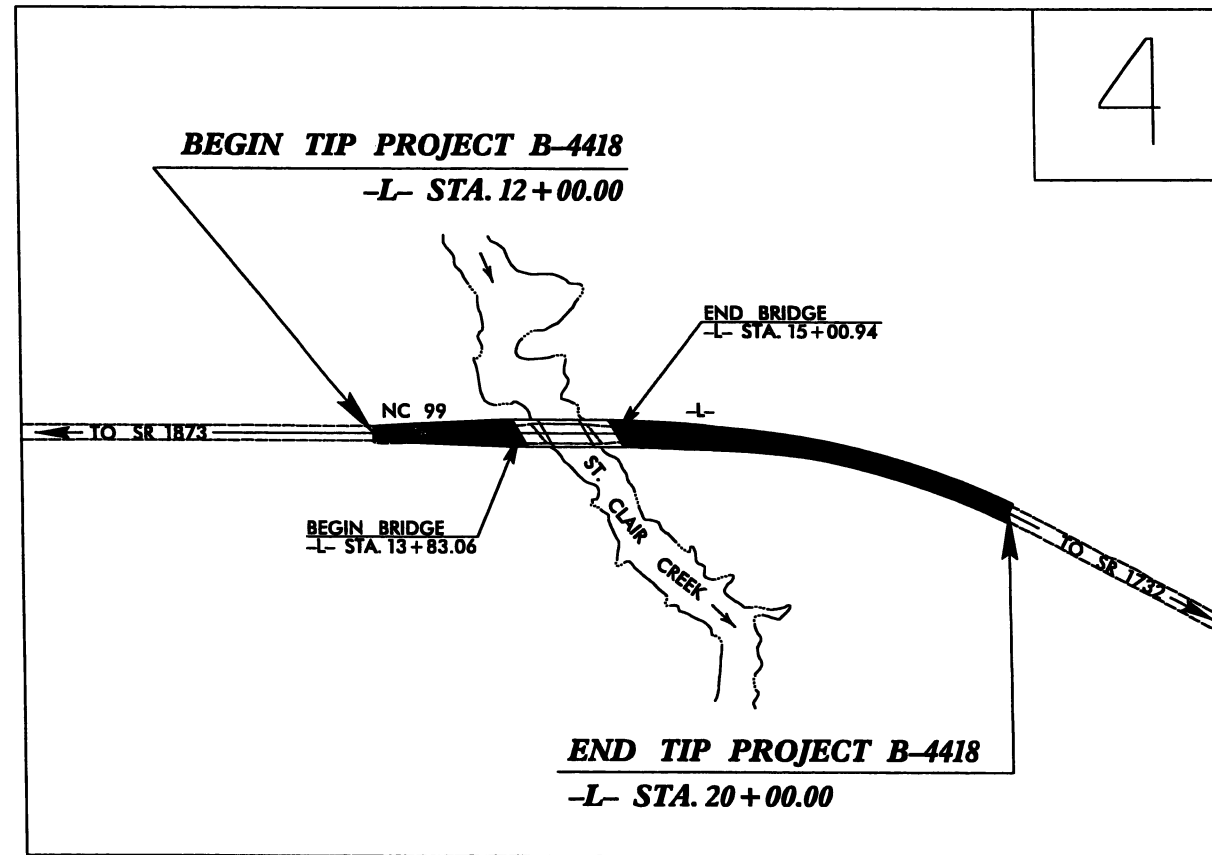 4
BEGIN TIP PROJECT B–4418
–L– STA. 12+00.00
END BRIDGE
–L– STA. 15+00.94
NC 99
–L–
TO SR 1873
BEGIN BRIDGE
–L– STA. 13+83.06
ST. CLAIR CREEK
TO SR 1732
END TIP PROJECT B–4418
–L– STA. 20+00.00